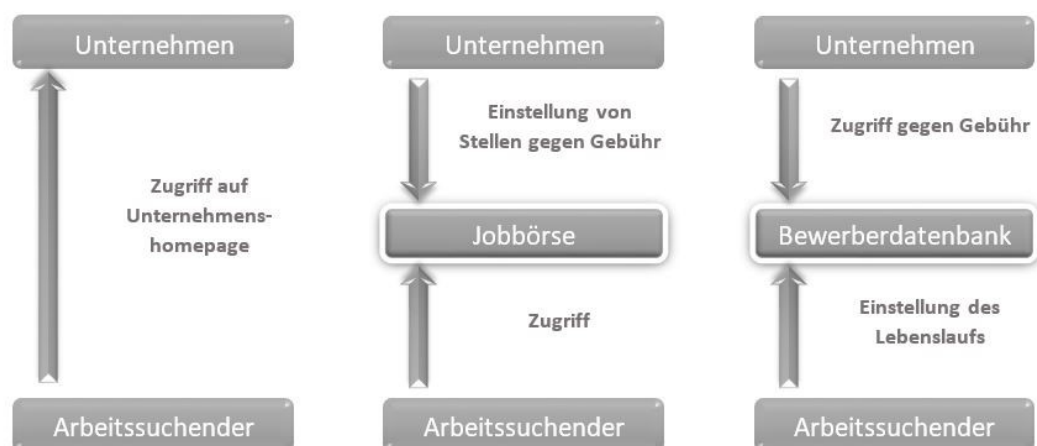 Unternehmen
Zugriff auf
Unternehmens-
homepage
Arbeitssuchender
Unternehmen
Einstellung von
Stellen gegen Gebühr
Jobbörse
Zugriff
Arbeitssuchender
Unternehmen
Zugriff gegen Gebühr
Bewerberdatenbank
Einstellung des
Lebenslaufs
Arbeitssuchender